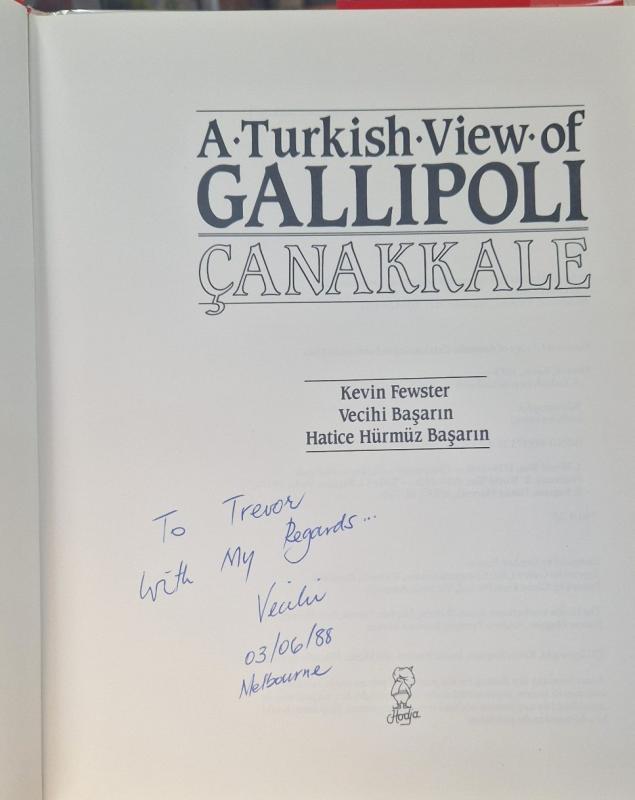 A·Turkish·View·of
GALLIPOLI
ÇANAKKALE
Kevin Fewster
Vecihi Başarın
Hatice Hürmüz Başarın
To Trevor
With My Regards...
Vecihi
03/06/88
Melbourne
Hodja